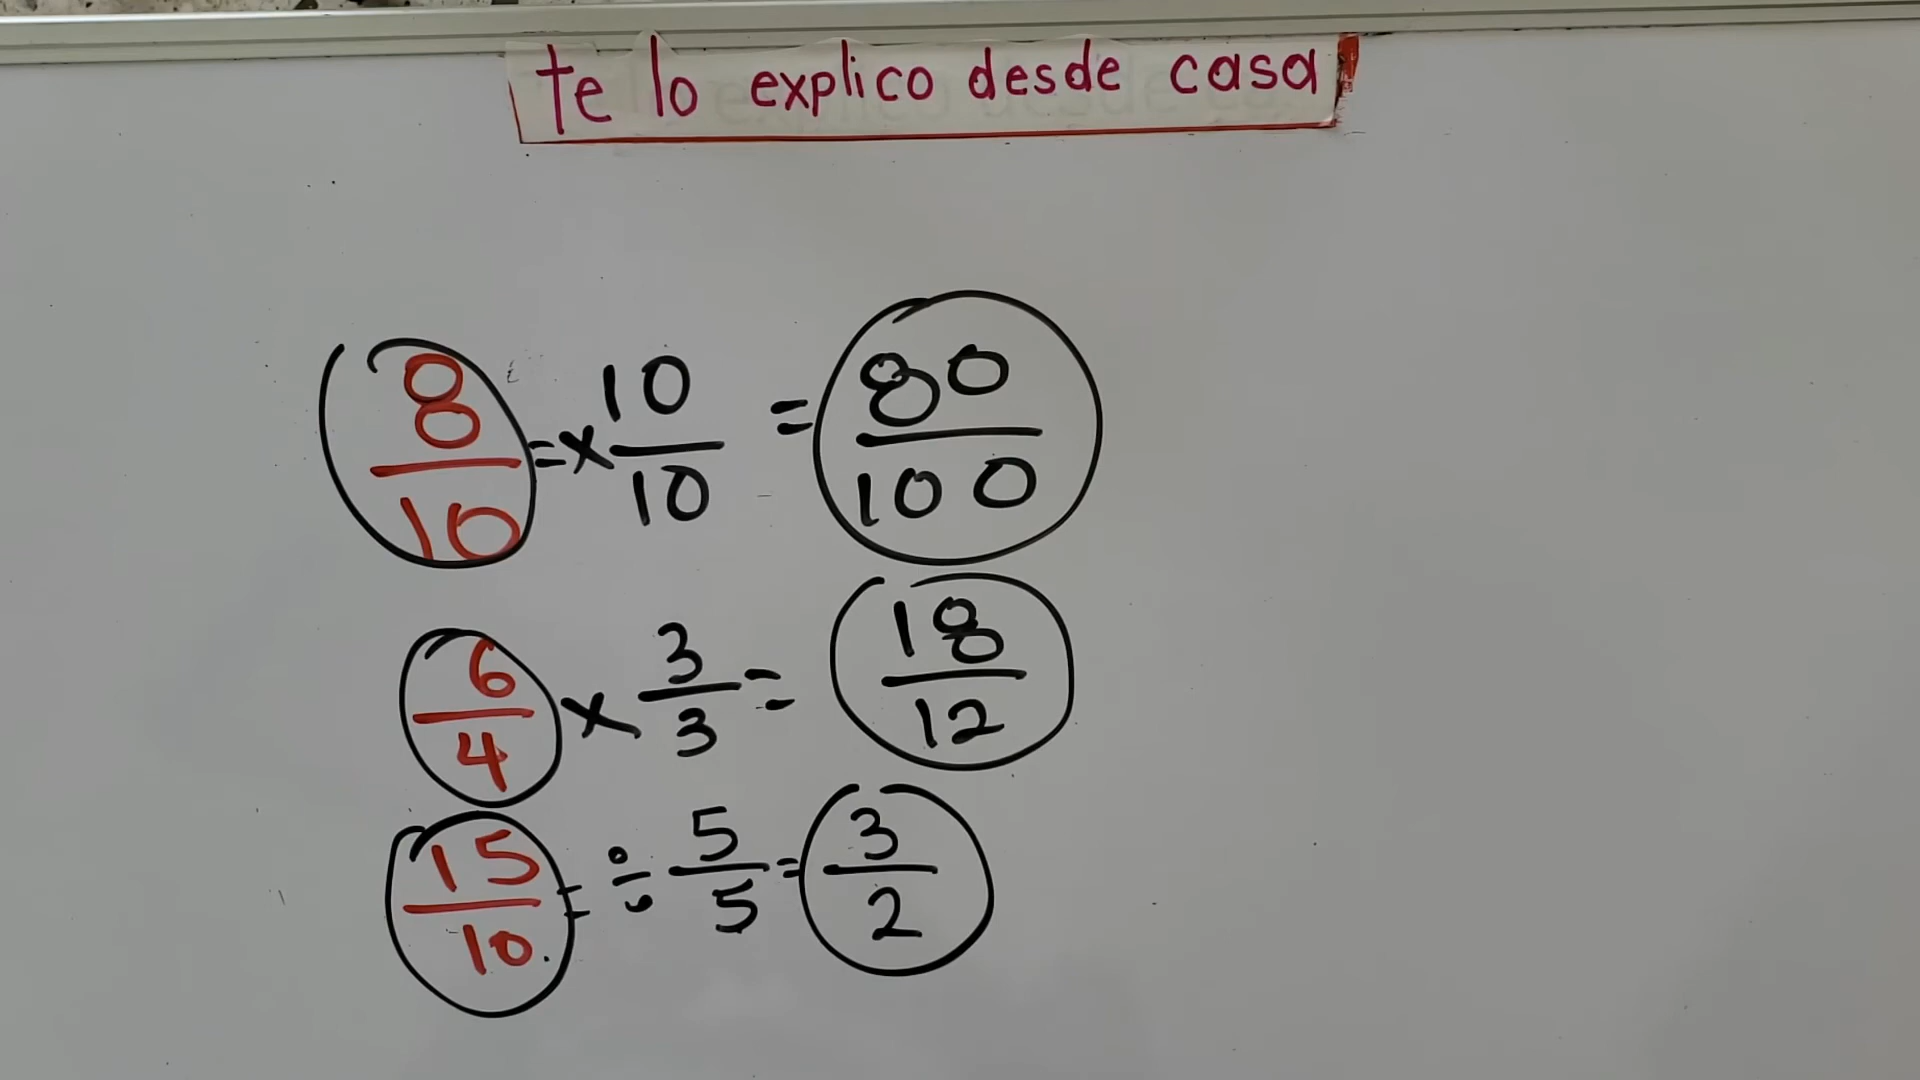 te lo explico desde casa
8/10 = x 10/10 = 80/100
6/4 x 3/3 = 18/12
15/10 = ÷ 5/5 = 3/2